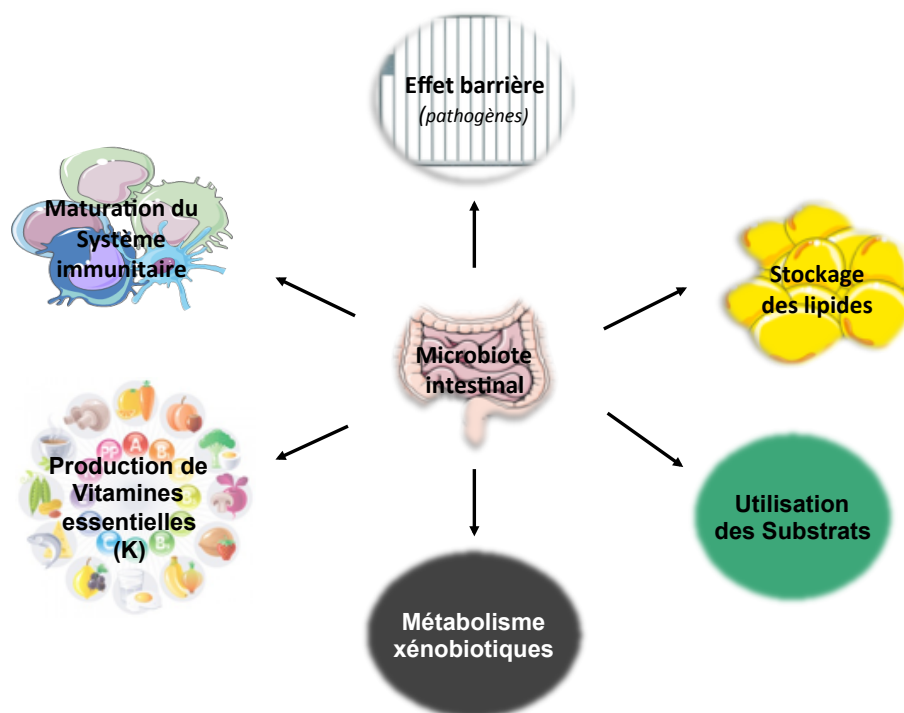 Effet barrière
(pathogènes)
Maturation du
Système
immunitaire
Stockage
des lipides
Microbiote
intestinal
PP
A
B
C
Production de
Vitamines
essentielles
(K)
Utilisation
des Substrats
Métabolisme
xénobiotiques